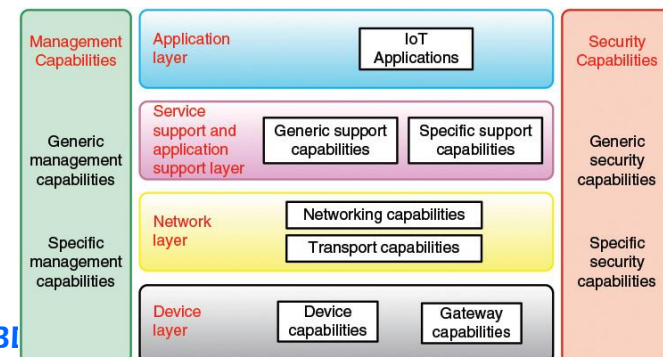 Management
Capabilities
Generic
management
capabilities
Specific
management
capabilities
Application
layer
IoT
Applications
Service
support and
application
support layer
Generic support
capabilities
Specific support
capabilities
Network
layer
Networking capabilities
Transport capabilities
Device
layer
Device
capabilities
Gateway
capabilities
Security
Capabilities
Generic
security
capabilities
Specific
security
capabilities